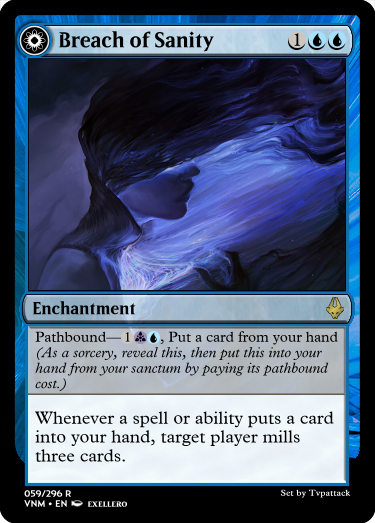 Breach of Sanity 1
Enchantment
Pathbound—1, Put a card from your hand
(As a sorcery, reveal this, then put this into your
hand from your sanctum by paying its pathbound
cost.)
Whenever a spell or ability puts a card
into your hand, target player mills
three cards.
059/296 R
Set by Tvpattack
VNM • EN EXELLERO